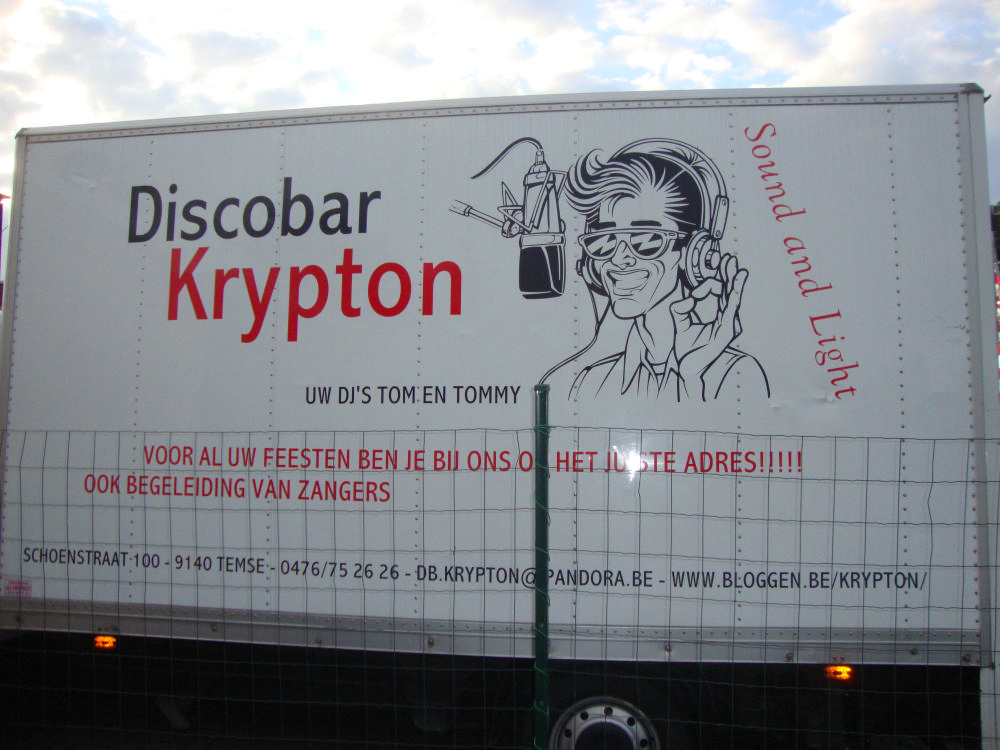 Discobar
Krypton
Sound and Light
UW DJ'S TOM EN TOMMY
VOOR AL UW FEESTEN BEN JE BIJ ONS OP HET JUISTE ADRES!!!!!
OOK BEGELEIDING VAN ZANGERS
SCHOENSTRAAT 100 - 9140 TEMSE - 0476/75 26 26 - DB.KRYPTON@PANDORA.BE - WWW.BLOGGEN.BE/KRYPTON/